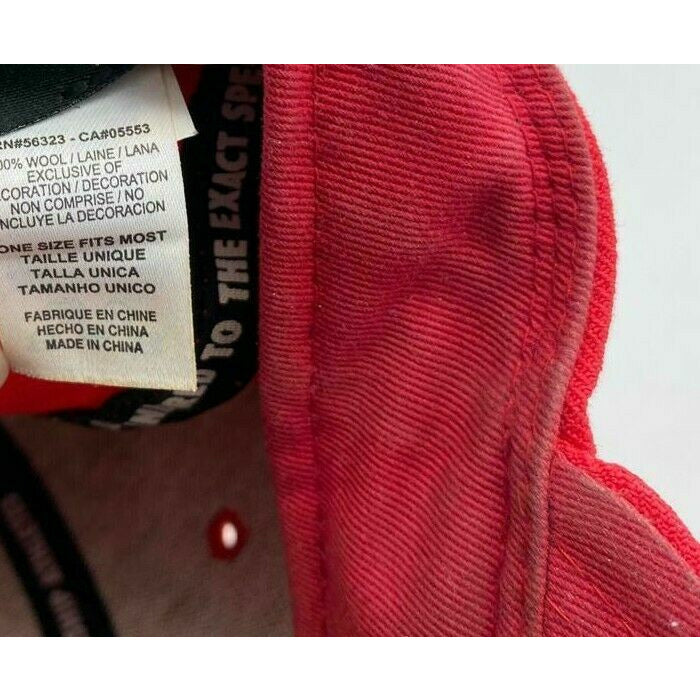 RN#56323 - CA#05553
100% WOOL / LAINE / LANA
EXCLUSIVE OF
DECORATION / DECORATION
NON COMPRISE / NO
INCLUYE LA DECORACION
ONE SIZE FITS MOST
TAILLE UNIQUE
TALLA UNICA
TAMANHO UNICO
FABRIQUE EN CHINE
HECHO EN CHINA
MADE IN CHINA
TO THE EXACT SPE